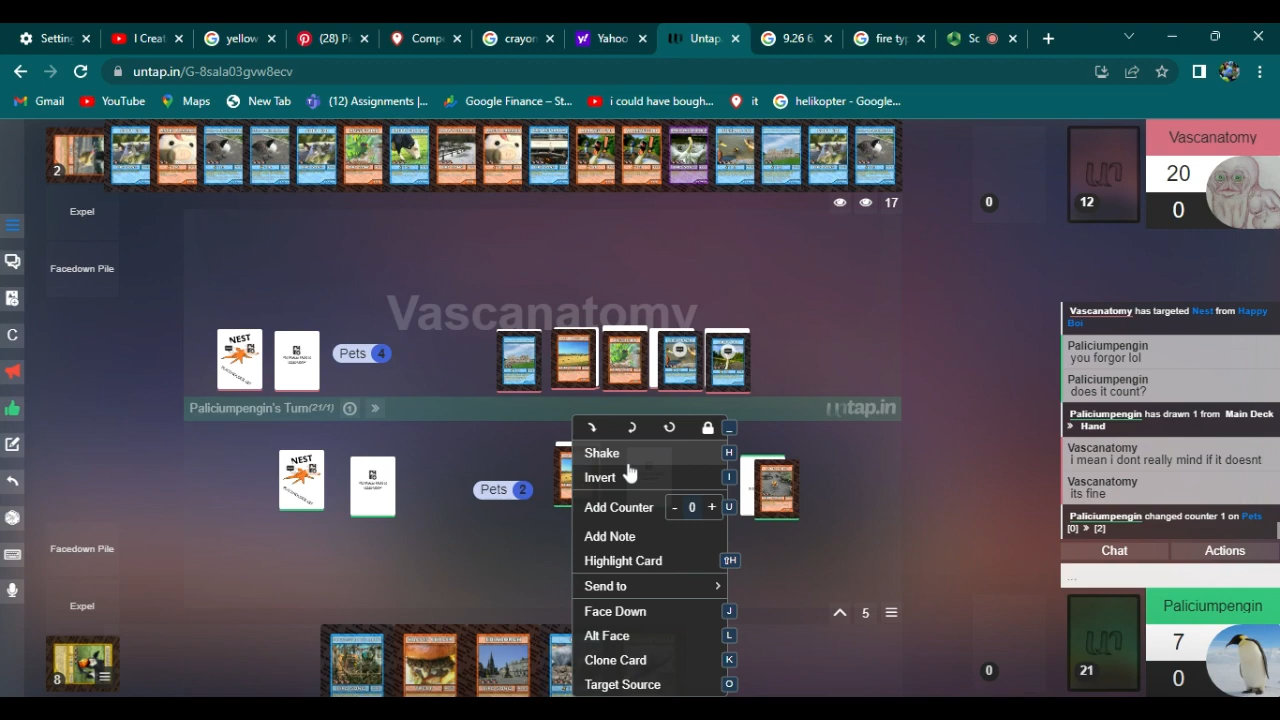 Settin
I Creat
yellow
(28) Pi
Comp
crayon
Yahoo
Untap.
9.26 6.
fire ty
Sc
untap.in/G-8sala03gvw8ecv
Gmail
YouTube
Maps
New Tab
(12) Assignments |...
Google Finance – St...
i could have bough...
it
helikopter - Google...
2
Expel
Facedown Pile
17
0
12
Vascanatomy
20
0
Vascanatomy
NEST
Pets 4
Paliciumpengin's Turn(21/1)
untap.in
C
NEST
Pets 2
Shake H
Invert I
Add Counter - 0 + U
Add Note
Highlight Card ⇧H
Send to
Face Down J
Alt Face L
Clone Card K
Target Source O
Facedown Pile
Expel
8
5
0
21
Vascanatomy has targeted Nest from Happy
Boi
Paliciumpengin
you forgor lol
Paliciumpengin
does it count?
Paliciumpengin has drawn 1 from Main Deck
» Hand
Vascanatomy
i mean i dont really mind if it doesnt
Vascanatomy
its fine
Paliciumpengin changed counter 1 on Pets
[0] » [2]
Chat
Actions
...
Paliciumpengin
7
0